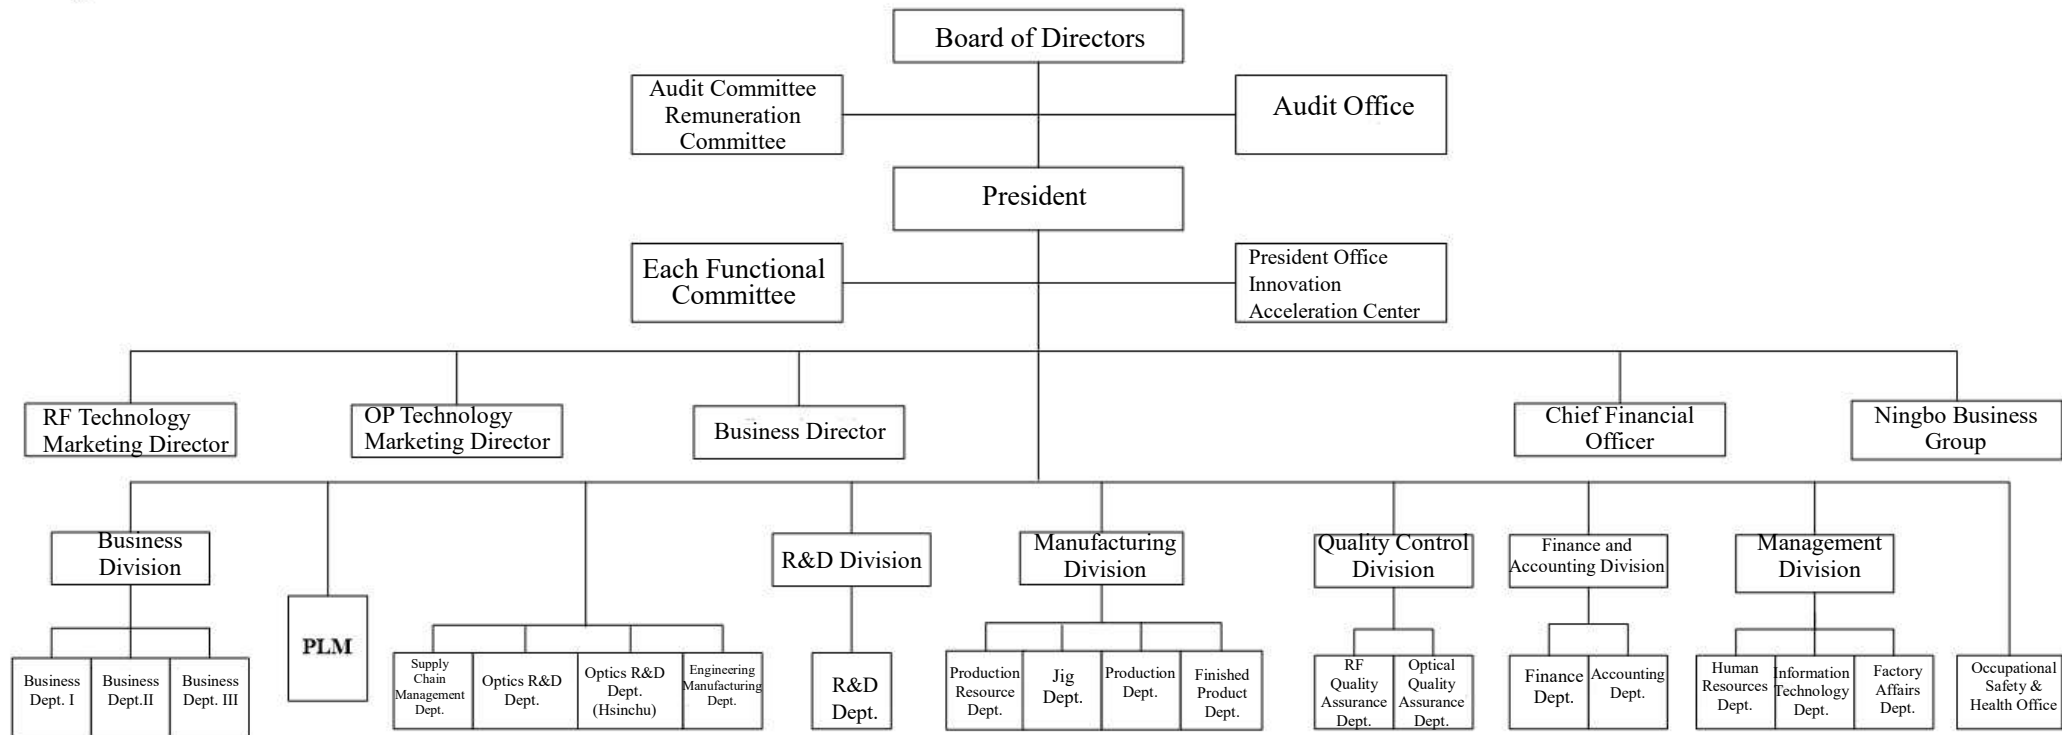 Board of Directors
Audit Committee
Remuneration
Committee
Audit Office
President
Each Functional
Committee
President Office
Innovation
Acceleration Center
RF Technology
Marketing Director
OP Technology
Marketing Director
Business Director
Chief Financial
Officer
Ningbo Business
Group
Business
Division
PLM
R&D Division
Manufacturing
Division
Quality Control
Division
Finance and
Accounting Division
Management
Division
Business
Dept. I
Business
Dept.II
Business
Dept. III
Supply
Chain
Management
Dept.
Optics R&D
Dept.
Optics R&D
Dept.
(Hsinchu)
Engineering
Manufacturing
Dept.
R&D
Dept.
Production
Resource
Dept.
Jig
Dept.
Production
Dept.
Finished
Product
Dept.
RF
Quality
Assurance
Dept.
Optical
Quality
Assurance
Dept.
Finance
Dept.
Accounting
Dept.
Human
Resources
Dept.
Information
Technology
Dept.
Factory
Affairs
Dept.
Occupational
Safety &
Health Office